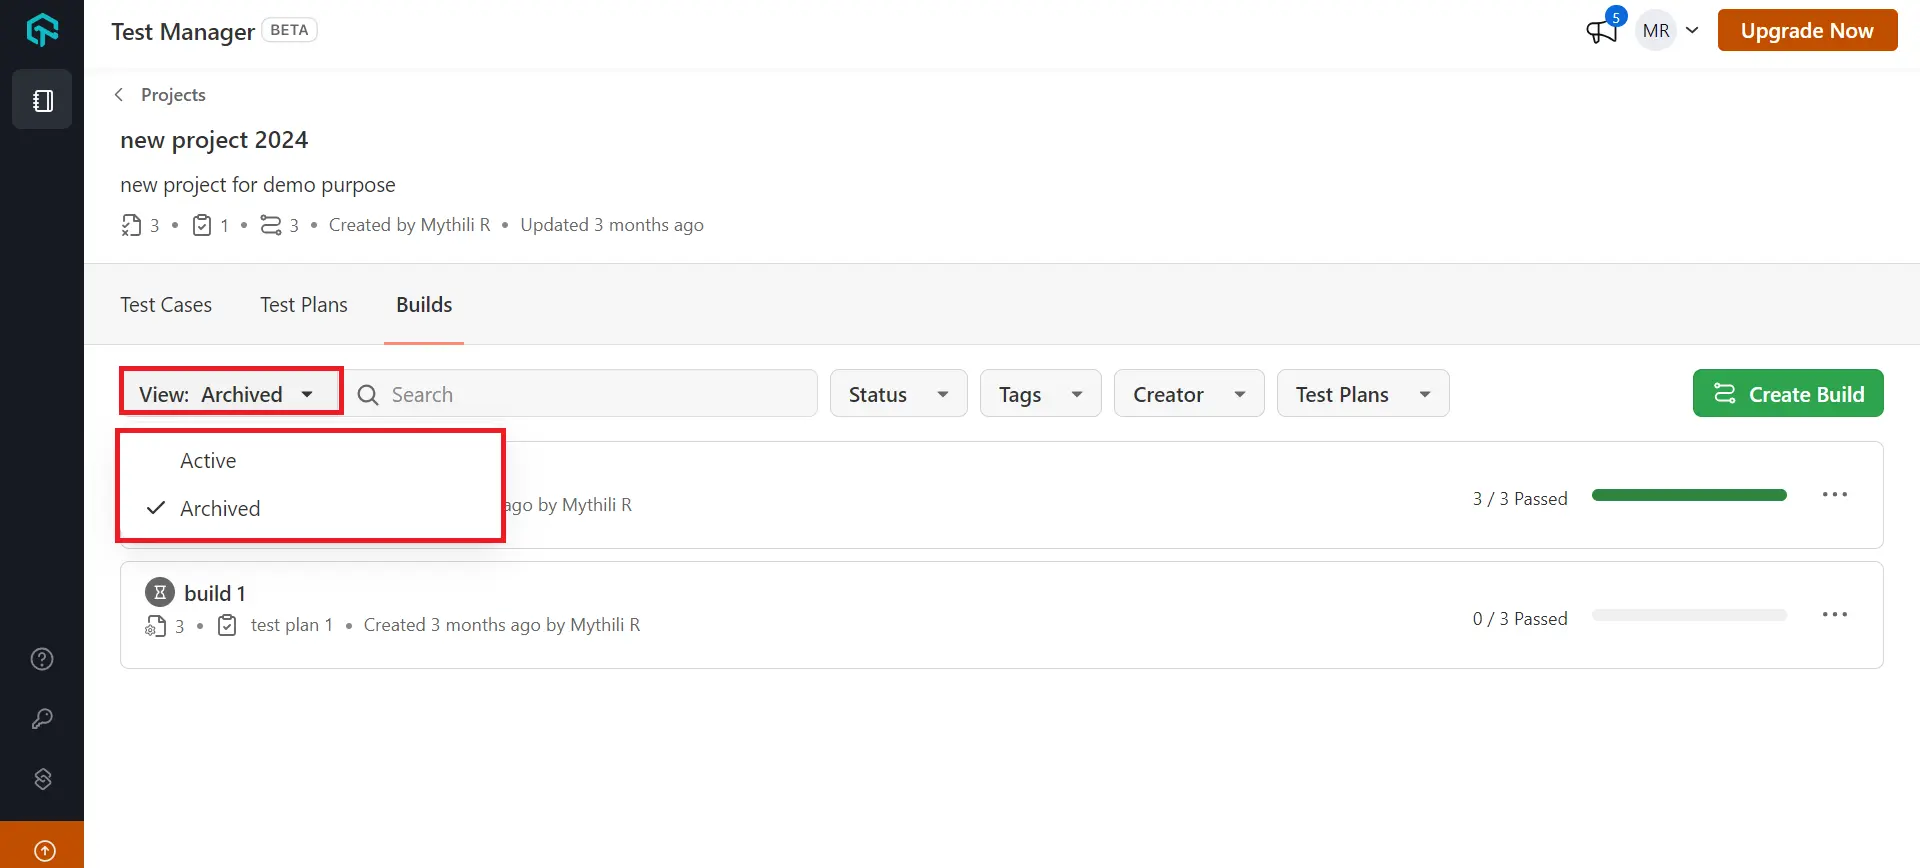 Test Manager BETA
5
MR
Upgrade Now
Projects
new project 2024
new project for demo purpose
3 • 1 • 3 • Created by Mythili R • Updated 3 months ago
Test Cases
Test Plans
Builds
View: Archived
Search
Status
Tags
Creator
Test Plans
Create Build
Active
Archived
ago by Mythili R
3 / 3 Passed
build 1
3 • test plan 1 • Created 3 months ago by Mythili R
0 / 3 Passed